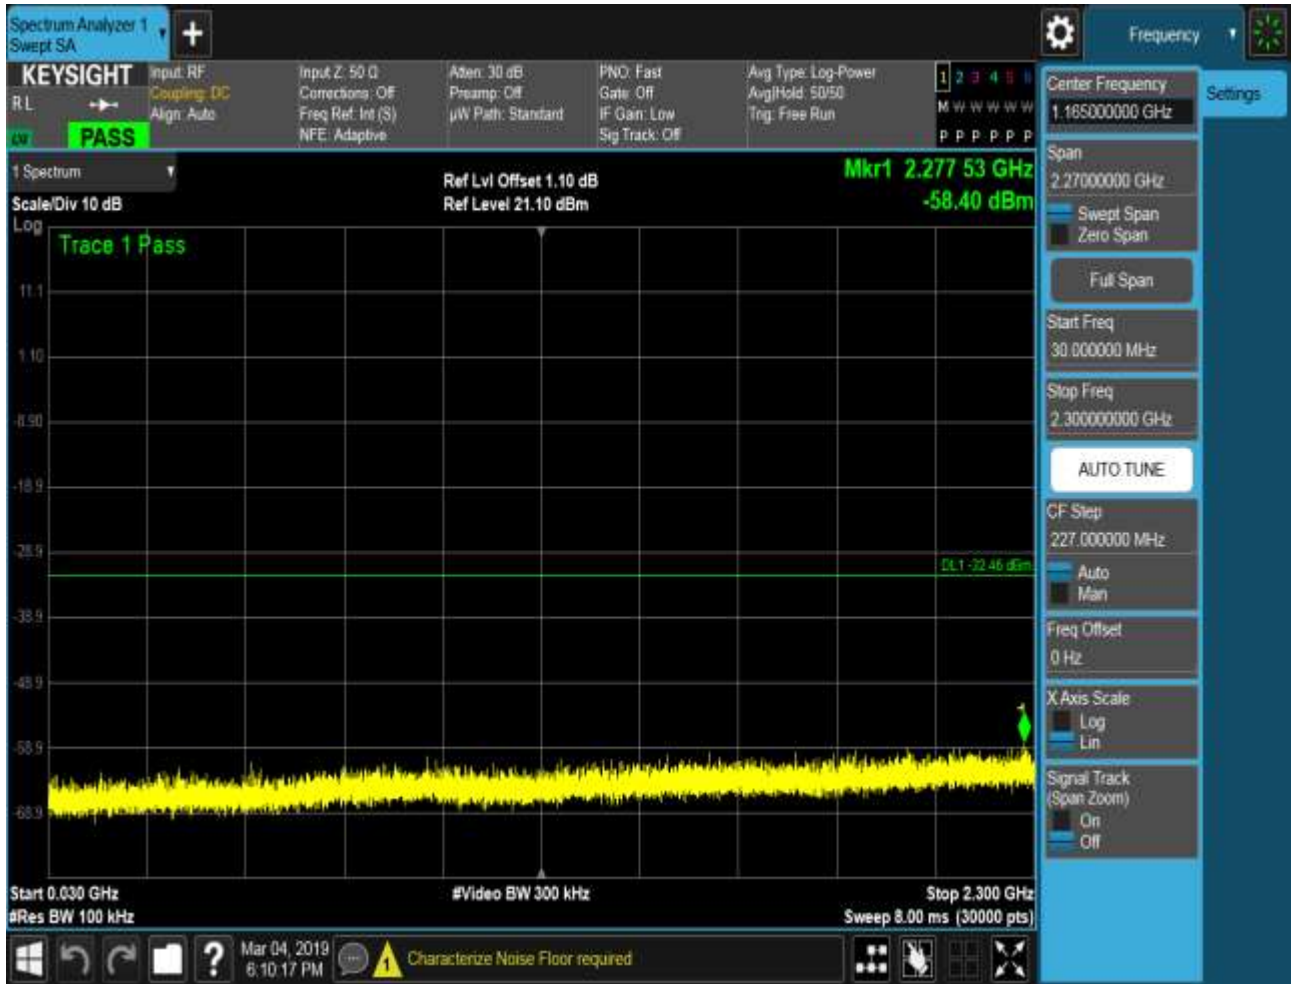 Spectrum Analyzer 1
Swept SA
Frequency
KEYSIGHT
RL
LXI
PASS
Input: RF
Coupling: DC
Align: Auto
Input Z: 50 Ω
Corrections: Off
Freq Ref: Int (S)
NFE: Adaptive
Atten: 30 dB
Preamp: Off
µW Path: Standard
PNO: Fast
Gate: Off
IF Gain: Low
Sig Track: Off
Avg Type: Log-Power
Avg|Hold: 50/50
Trig: Free Run
1 2 3 4 5 6
M W W W W W
P P P P P P
Center Frequency
1.165000000 GHz
Settings
Span
2.27000000 GHz
Swept Span
Zero Span
Full Span
Start Freq
30.000000 MHz
Stop Freq
2.300000000 GHz
AUTO TUNE
CF Step
227.000000 MHz
Auto
Man
Freq Offset
0 Hz
X Axis Scale
Log
Lin
Signal Track
(Span Zoom)
On
Off
1 Spectrum
Scale/Div 10 dB
Log
Ref Lvl Offset 1.10 dB
Ref Level 21.10 dBm
Mkr1 2.277 53 GHz
-58.40 dBm
Trace 1 Pass
11.1
1.10
-8.90
-18.9
-28.9
DL1 -32.46 dBm
-38.9
-48.9
1
-58.9
-68.9
Start 0.030 GHz
#Video BW 300 kHz
Stop 2.300 GHz
#Res BW 100 kHz
Sweep 8.00 ms (30000 pts)
?
Mar 04, 2019
6:10:17 PM
1
Characterize Noise Floor required